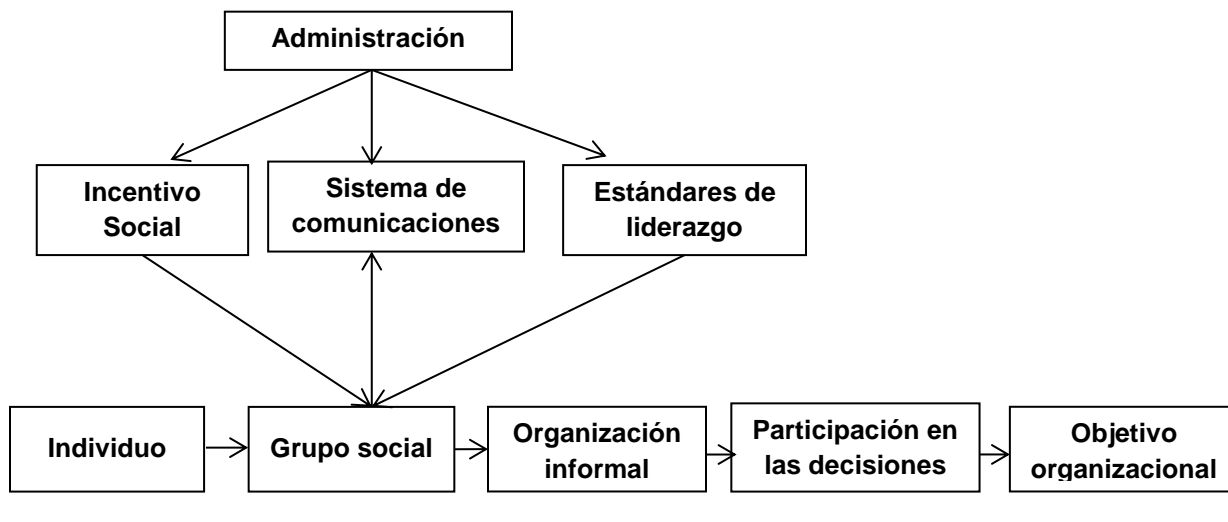 Administración
Incentivo
Social
Sistema de
comunicaciones
Estándares de
liderazgo
Individuo
Grupo social
Organización
informal
Participación en
las decisiones
Objetivo
organizacional